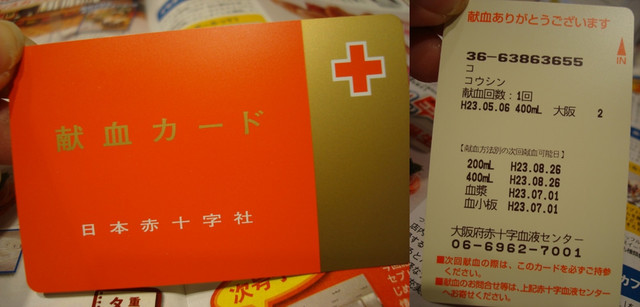 献血カード
日本赤十字社
献血ありがとうございます
IN
36-63863655
コ
コウシン
献血回数:1回
H23.05.06 400mL 大阪 2
【献血方法別の次回献血可能日】
200mL H23.08.26
400mL H23.08.26
血漿 H23.07.01
血小板 H23.07.01
大阪府赤十字血液センター
06-6962-7001
■次回献血の際は、このカードを必ずご持参
ください。
■献血のお問合せ等は、上記赤十字血液センター
へお寄せください。